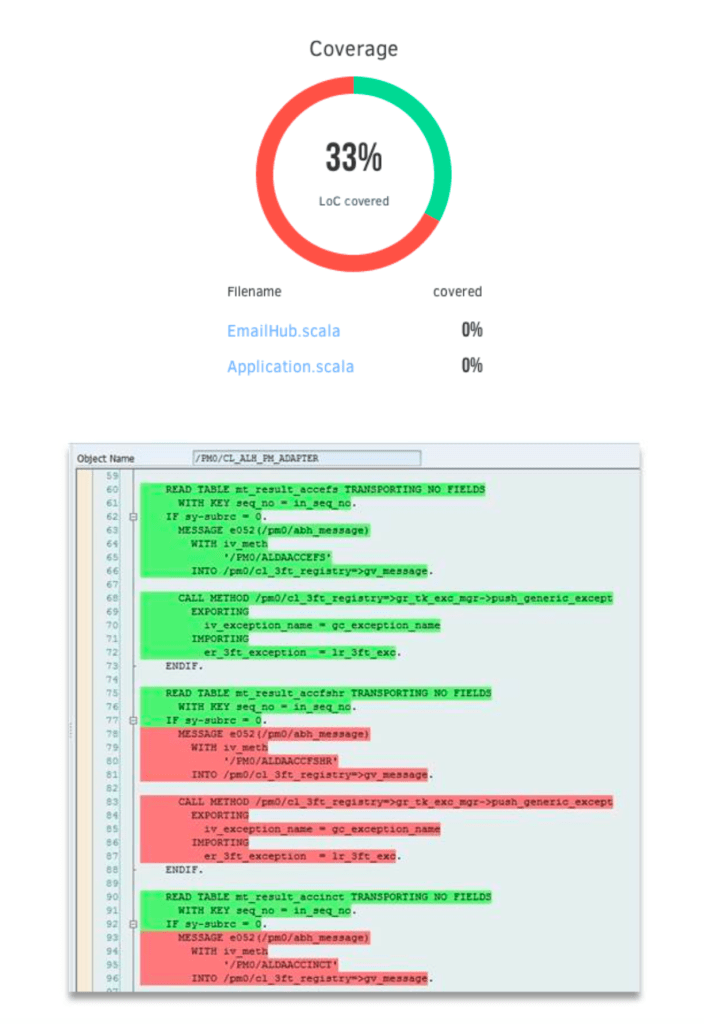 Coverage
33%
LoC covered
Filename covered
EmailHub.scala 0%
Application.scala 0%
Object Name /PM0/CL_ALH_PM_ADAPTER
59
60 READ TABLE mt_result_accefs TRANSPORTING NO FIELDS
61 WITH KEY seq_no = in_seq_no.
62 IF sy-subrc = 0.
63 MESSAGE e052(/pm0/abh_message)
64 WITH iv_meth
65 '/PM0/ALDAACCEFS'
66 INTO /pm0/cl_3ft_registry=>gv_message.
67
68 CALL METHOD /pm0/cl_3ft_registry=>gr_tk_exc_mgr->push_generic_except
69 EXPORTING
70 iv_exception_name = gc_exception_name
71 IMPORTING
72 er_3ft_exception = lr_3ft_exc.
73 ENDIF.
74
75 READ TABLE mt_result_accfshr TRANSPORTING NO FIELDS
76 WITH KEY seq_no = in_seq_no.
77 IF sy-subrc = 0.
78 MESSAGE e052(/pm0/abh_message)
79 WITH iv_meth
80 '/PM0/ALDAACCFSHR'
81 INTO /pm0/cl_3ft_registry=>gv_message.
82
83 CALL METHOD /pm0/cl_3ft_registry=>gr_tk_exc_mgr->push_generic_except
84 EXPORTING
85 iv_exception_name = gc_exception_name
86 IMPORTING
87 er_3ft_exception = lr_3ft_exc.
88 ENDIF.
89
90 READ TABLE mt_result_accinct TRANSPORTING NO FIELDS
91 WITH KEY seq_no = in_seq_no.
92 IF sy-subrc = 0.
93 MESSAGE e052(/pm0/abh_message)
94 WITH iv_meth
95 '/PM0/ALDAACCINCT'
96 INTO /pm0/cl_3ft_registry=>gv_message.